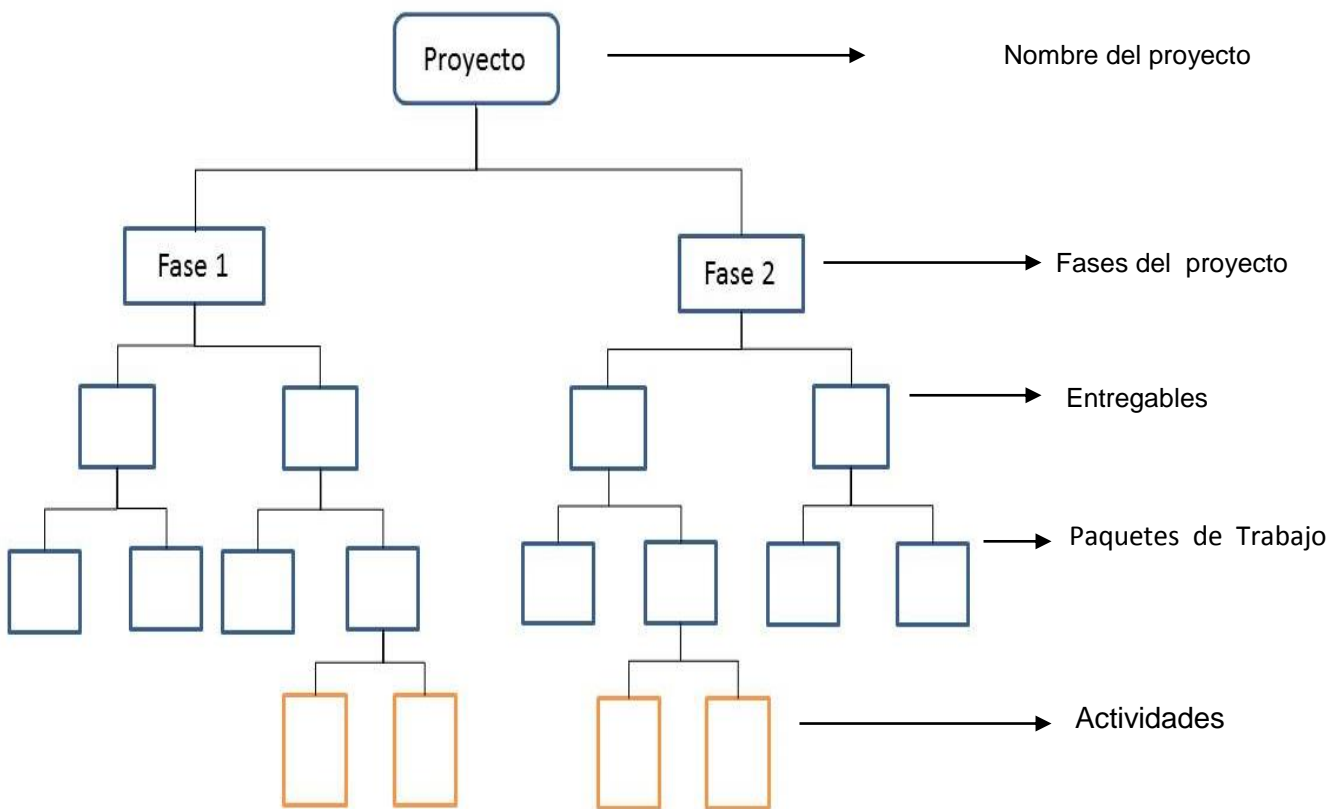 Proyecto
Nombre del proyecto
Fase 1
Fase 2
Fases del proyecto
Entregables
Paquetes de Trabajo
Actividades